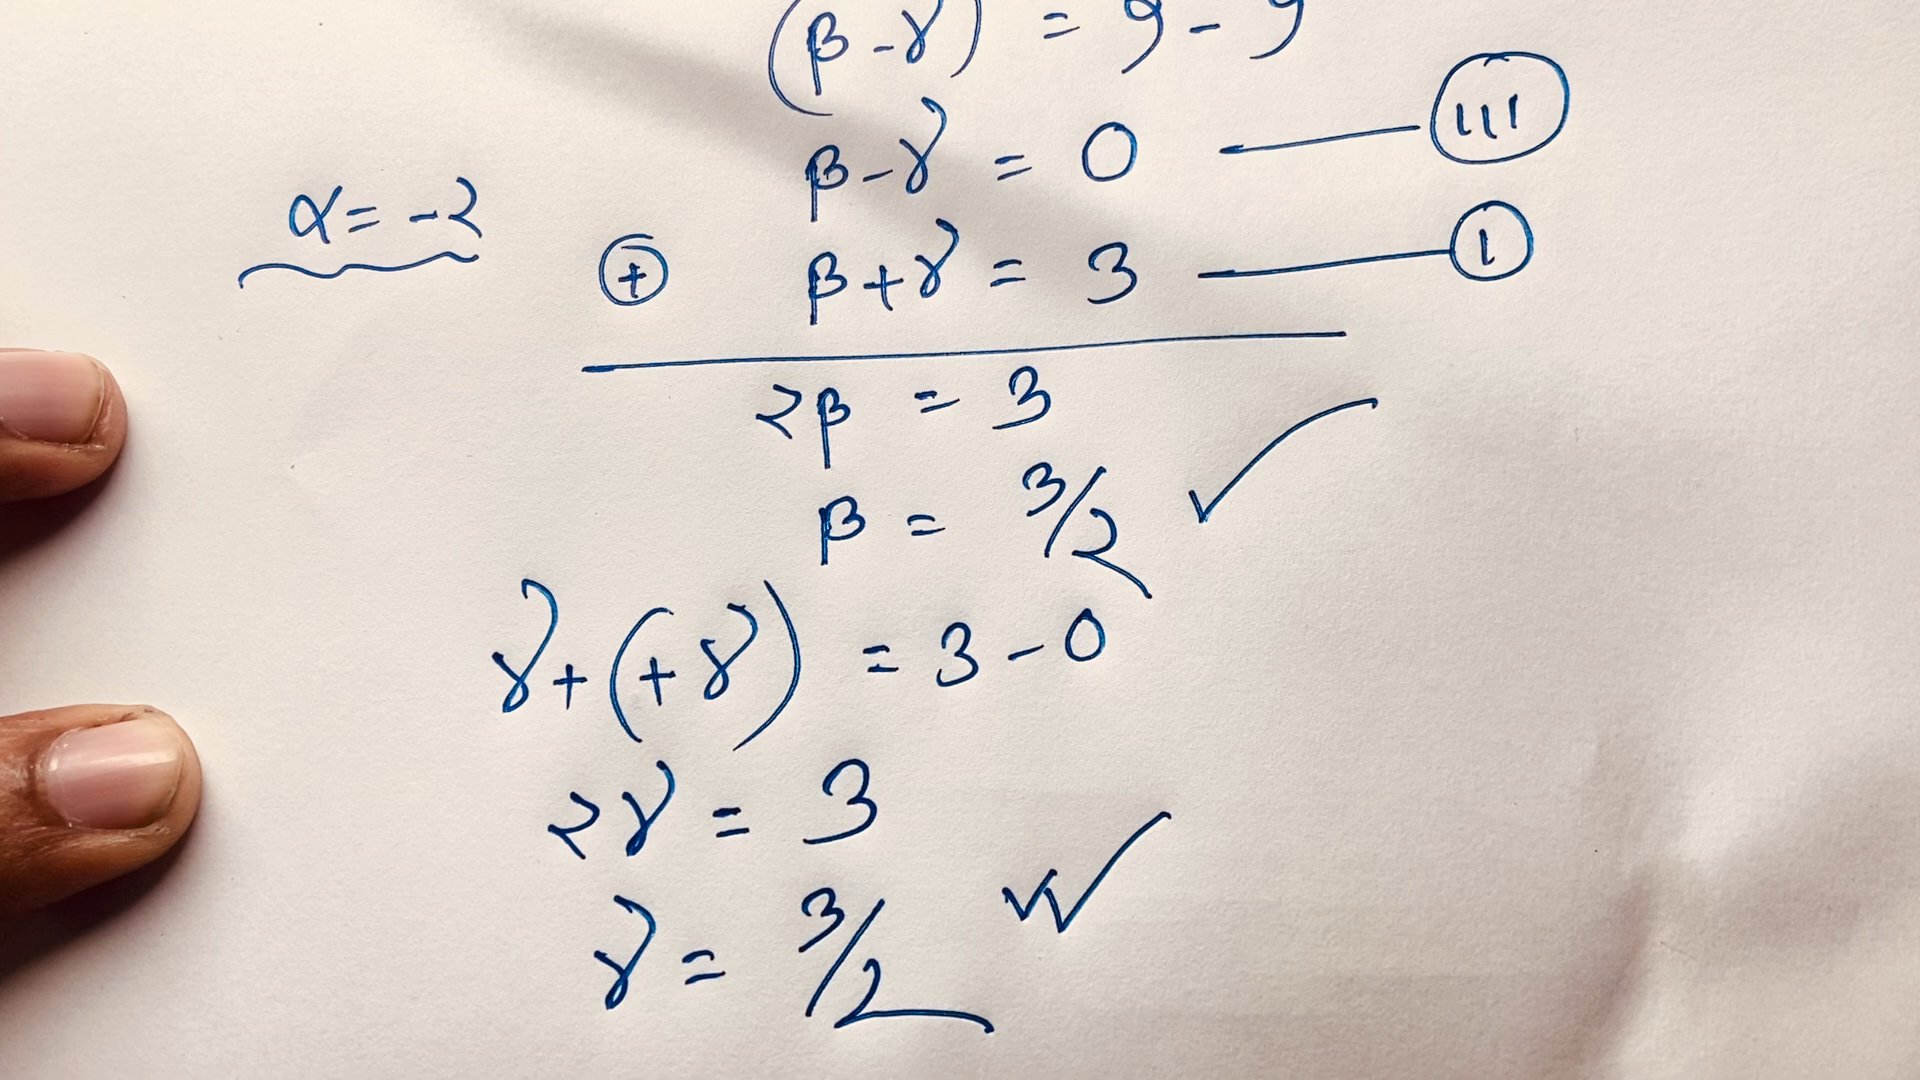 (β-γ) = 9-9
β-γ = 0 — III
α = -2
⊕ β+γ = 3 — I
2β = 3
β = 3/2 ✓
γ+(+γ) = 3-0
2γ = 3
γ = 3/2 ✓✓